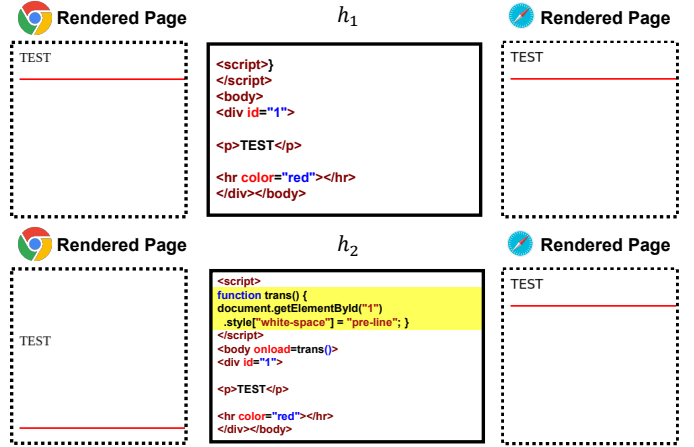 Rendered Page
h1
Rendered Page
TEST
<script>}
</script>
<body>
<div id="1">
<p>TEST</p>
<hr color="red"></hr>
</div></body>
TEST
Rendered Page
h2
Rendered Page
TEST
<script>
function trans() {
document.getElementById("1")
.style["white-space"] = "pre-line"; }
</script>
<body onload=trans()>
<div id="1">
<p>TEST</p>
<hr color="red"></hr>
</div></body>
TEST